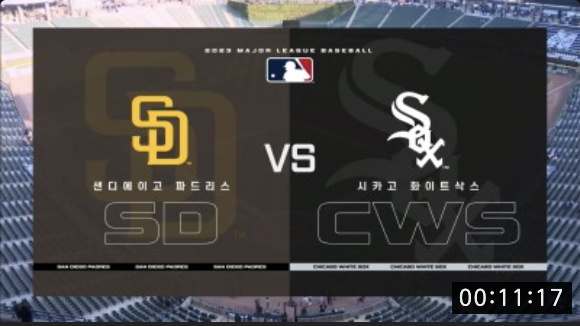 2023 MAJOR LEAGUE BASEBALL
SD
Sox
VS
샌디에이고 파드리스
시카고 화이트삭스
SD
CWS
TM
SAN DIEGO PADRES SAN DIEGO PADRES SAN DIEGO PADRES
CHICAGO WHITE SOX CHICAGO WHITE SOX CHICAGO WHITE SOX
00:11:17